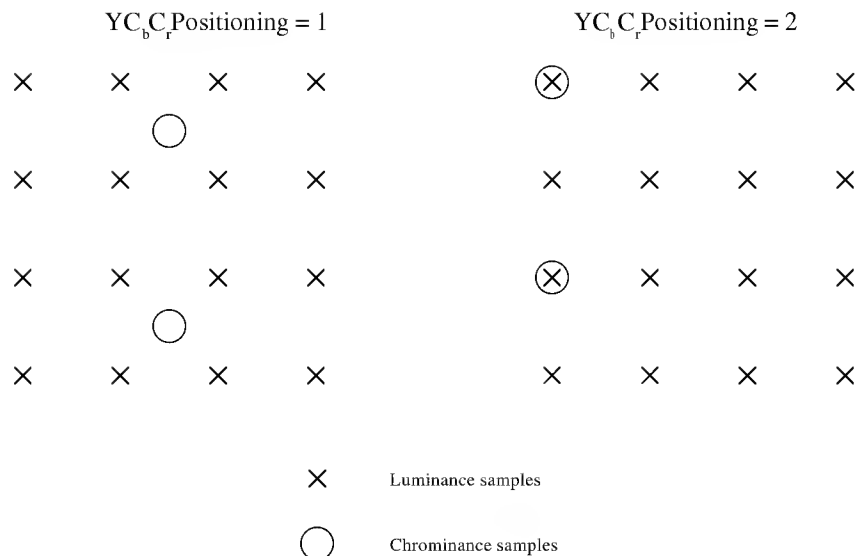 YCbCrPositioning = 1
YCbCrPositioning = 2
Luminance samples
Chrominance samples